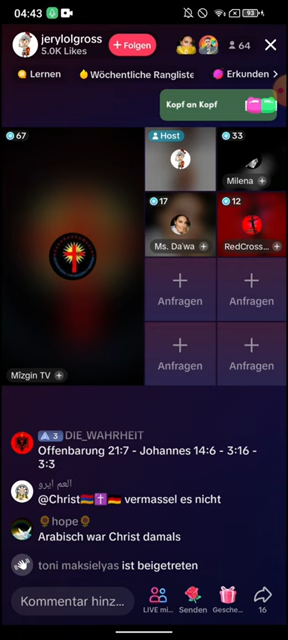 04:43
93
jerylolgross
5.0K Likes
+ Folgen
64
Lernen
Wöchentliche Rangliste
Erkunden
Kopf an Kopf
67
Host
33
Milena
17
12
Ms. Da'wa
RedCross...
Anfragen
Anfragen
Anfragen
Anfragen
Mîzgin TV
3 DIE_WAHRHEIT
Offenbarung 21:7 - Johannes 14:6 - 3:16 -
3:3
العم ايرو
@Christ🇦🇲✝️🇩🇪 vermassel es nicht
🌻hope🌻
Arabisch war Christ damals
toni maksielyas ist beigetreten
Kommentar hinz...
LIVE mi...
Senden
Gesche...
16